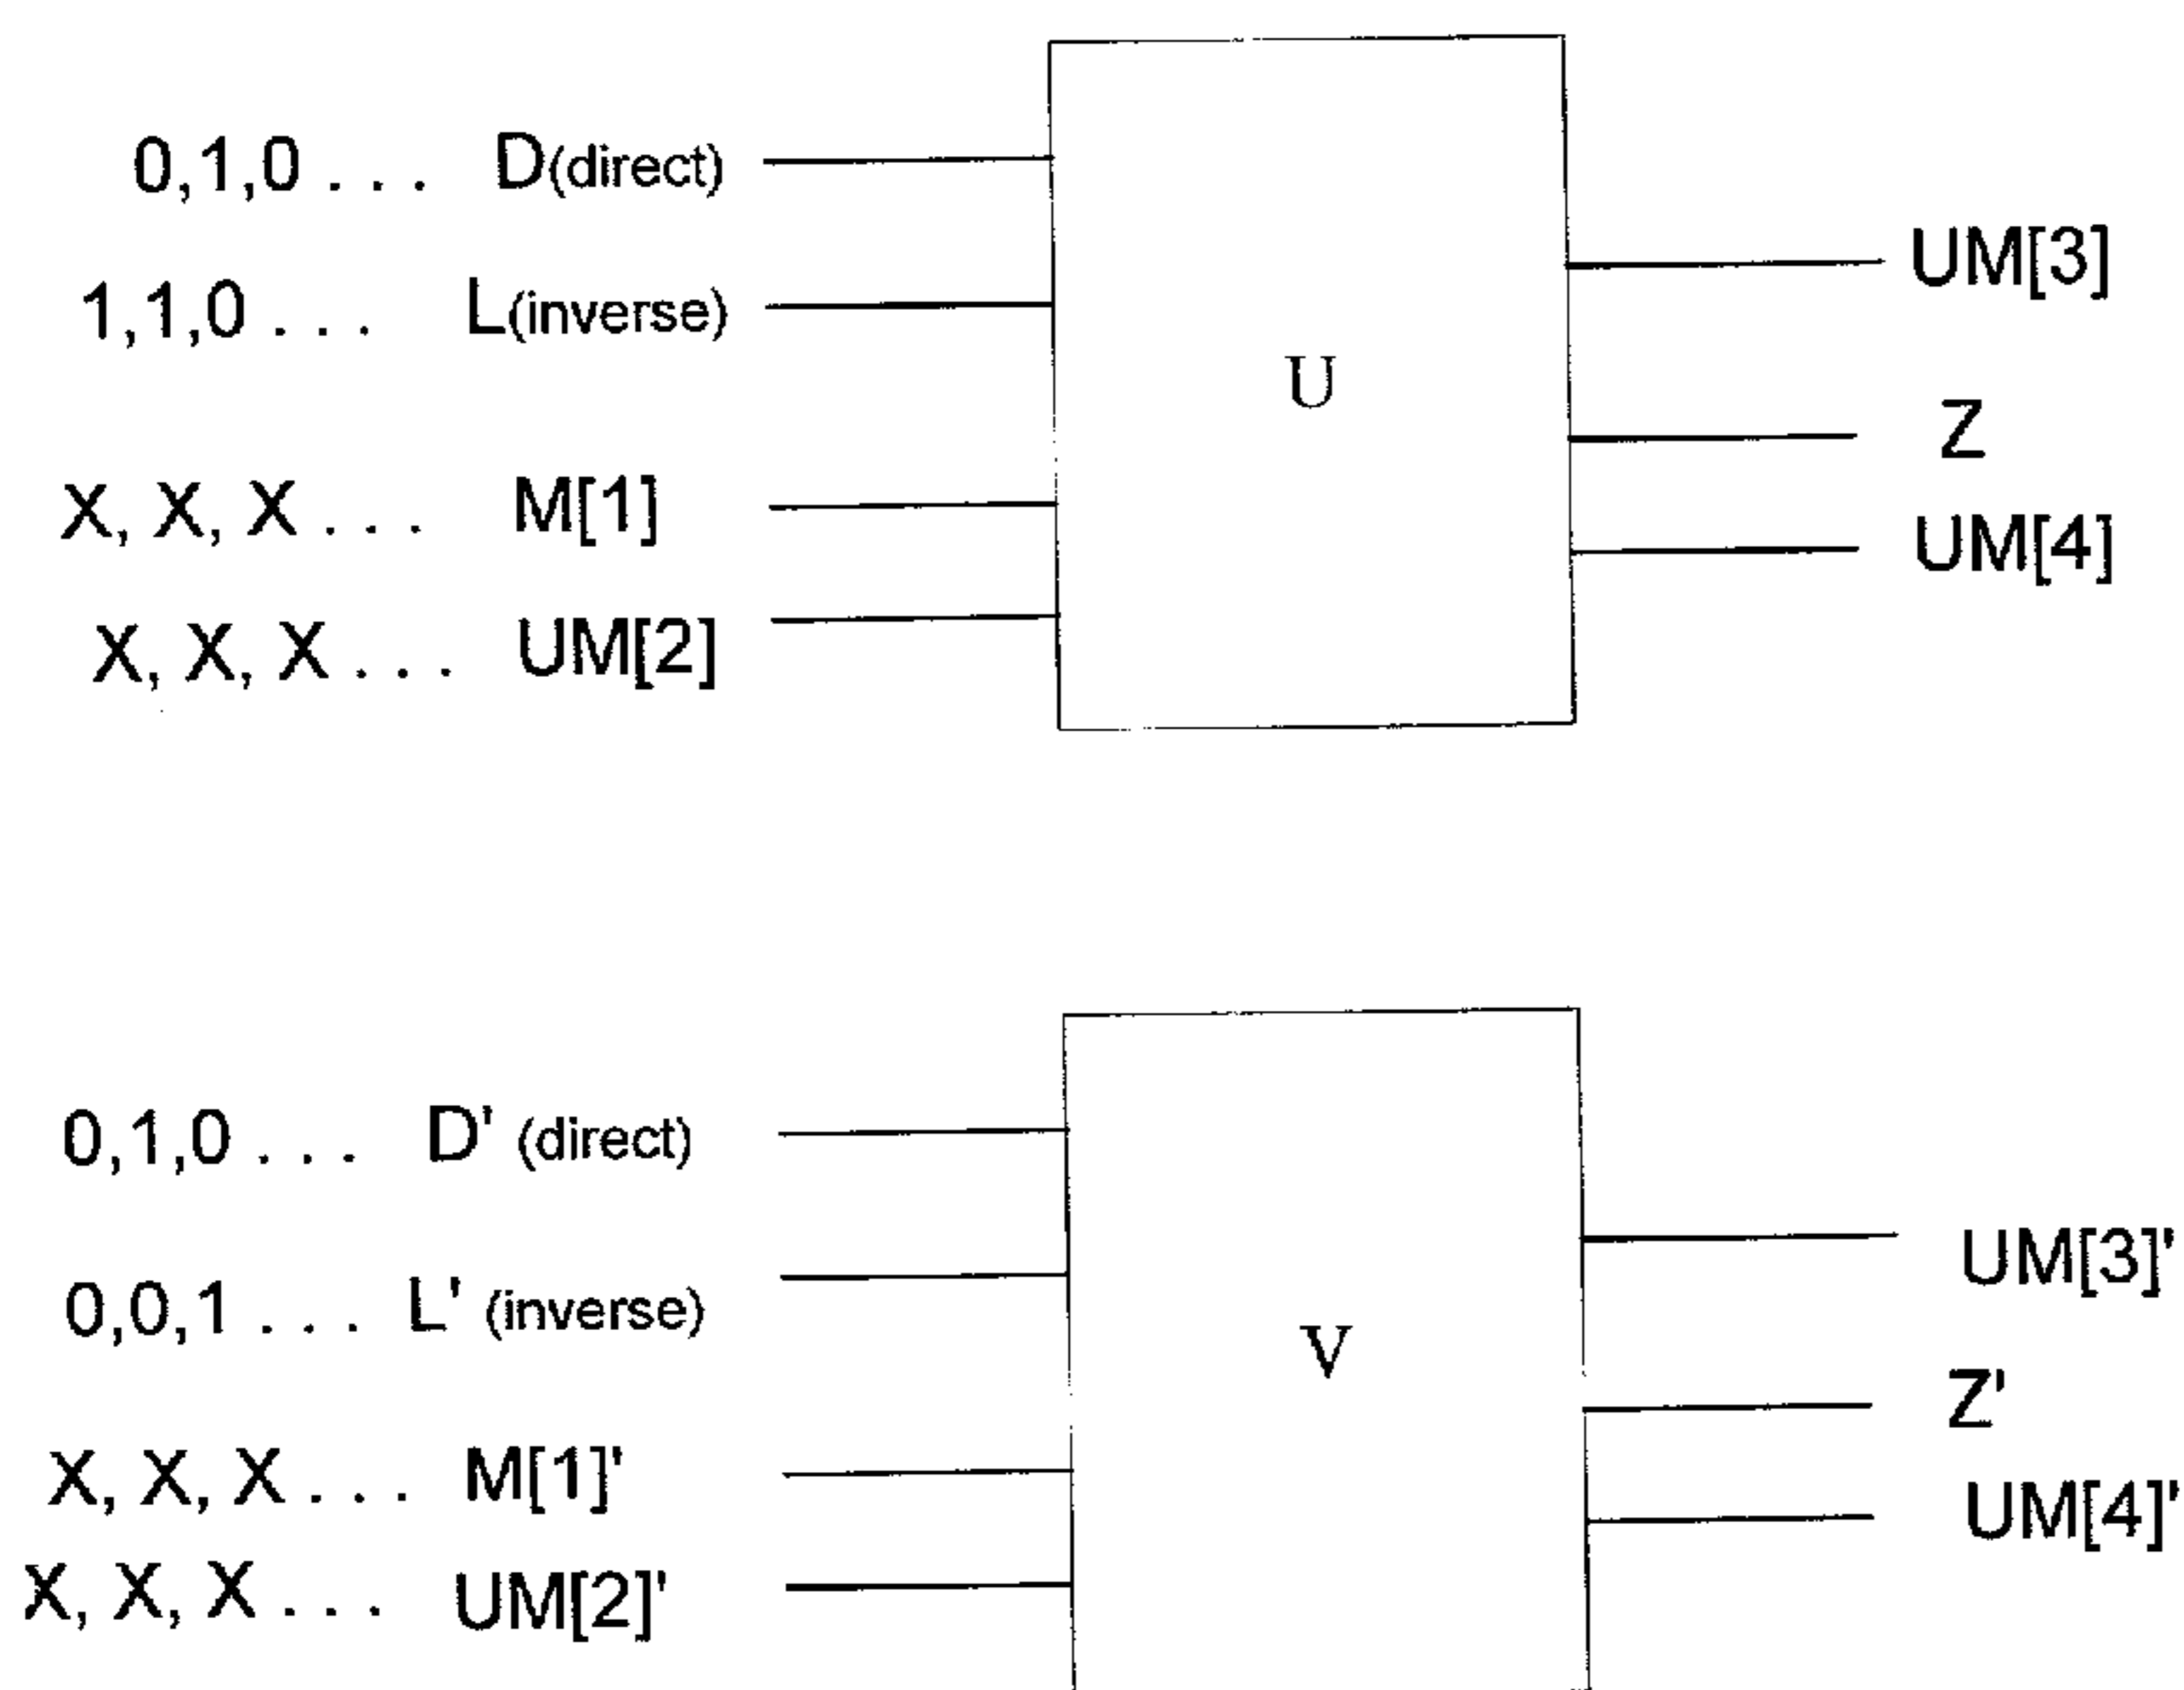 0,1,0 . . . D(direct)
UM[3]
1,1,0 . . . L(inverse)
U
Z
X, X, X . . . M[1]
UM[4]
X, X, X . . . UM[2]
0,1,0 . . . D' (direct)
UM[3]'
0,0,1 . . . L' (inverse)
V
Z'
X, X, X . . . M[1]'
UM[4]'
X, X, X . . . UM[2]'